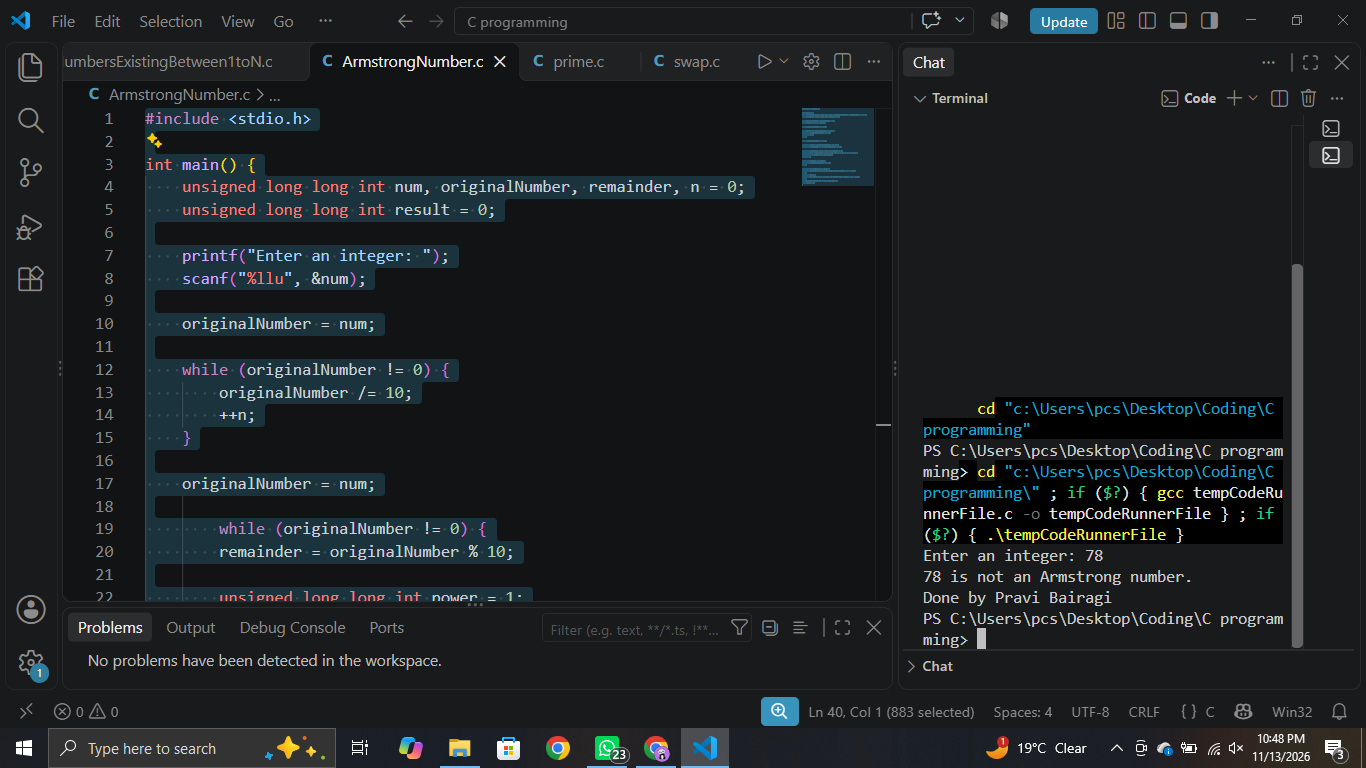 File Edit Selection View Go ··· C programming Update
umbersExistingBetween1toN.c C ArmstrongNumber.c C prime.c C swap.c
C ArmstrongNumber.c > ...
1 #include <stdio.h>
2
3 int main() {
4 unsigned long long int num, originalNumber, remainder, n = 0;
5 unsigned long long int result = 0;
6
7 printf("Enter an integer: ");
8 scanf("%llu", &num);
9
10 originalNumber = num;
11
12 while (originalNumber != 0) {
13 originalNumber /= 10;
14 ++n;
15 }
16
17 originalNumber = num;
18
19 while (originalNumber != 0) {
20 remainder = originalNumber % 10;
21
22 unsigned long long int power = 1;
Problems Output Debug Console Ports Filter (e.g. text, **/*.ts, !**...
No problems have been detected in the workspace.
Chat
Terminal Code
cd "c:\Users\pcs\Desktop\Coding\C
programming"
PS C:\Users\pcs\Desktop\Coding\C program
ming> cd "c:\Users\pcs\Desktop\Coding\C
programming\" ; if ($?) { gcc tempCodeRu
nnerFile.c -o tempCodeRunnerFile } ; if
($?) { .\tempCodeRunnerFile }
Enter an integer: 78
78 is not an Armstrong number.
Done by Pravi Bairagi
PS C:\Users\pcs\Desktop\Coding\C program
ming>
Chat
1
0 0 Ln 40, Col 1 (883 selected) Spaces: 4 UTF-8 CRLF { } C Win32
Type here to search 23 1 19°C Clear 10:48 PM
11/13/2026 3